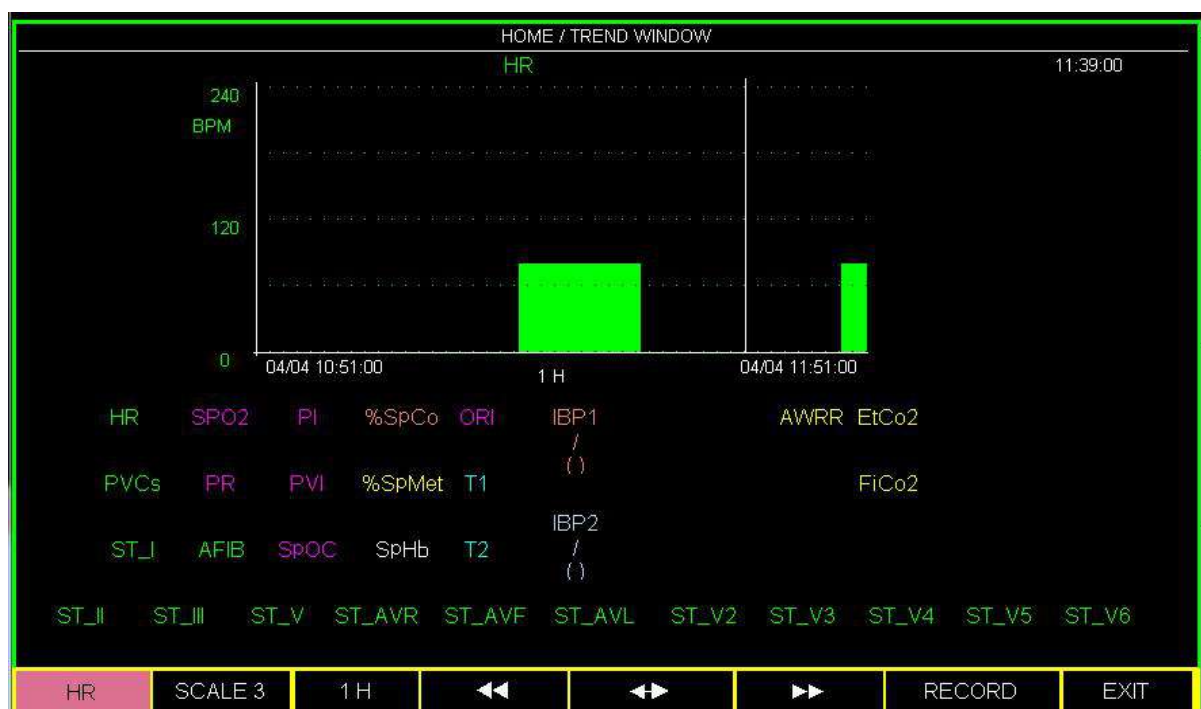 HOME / TREND WINDOW
HR 11:39:00
240
BPM
120
0
04/04 10:51:00 1 H 04/04 11:51:00
HR SPO2 PI %SpCo ORI IBP1 AWRR EtCo2
/
( )
PVCs PR PVI %SpMet T1 FiCo2
IBP2
ST_I AFIB SpOC SpHb T2 /
( )
ST_II ST_III ST_V ST_AVR ST_AVF ST_AVL ST_V2 ST_V3 ST_V4 ST_V5 ST_V6
HR SCALE 3 1 H RECORD EXIT